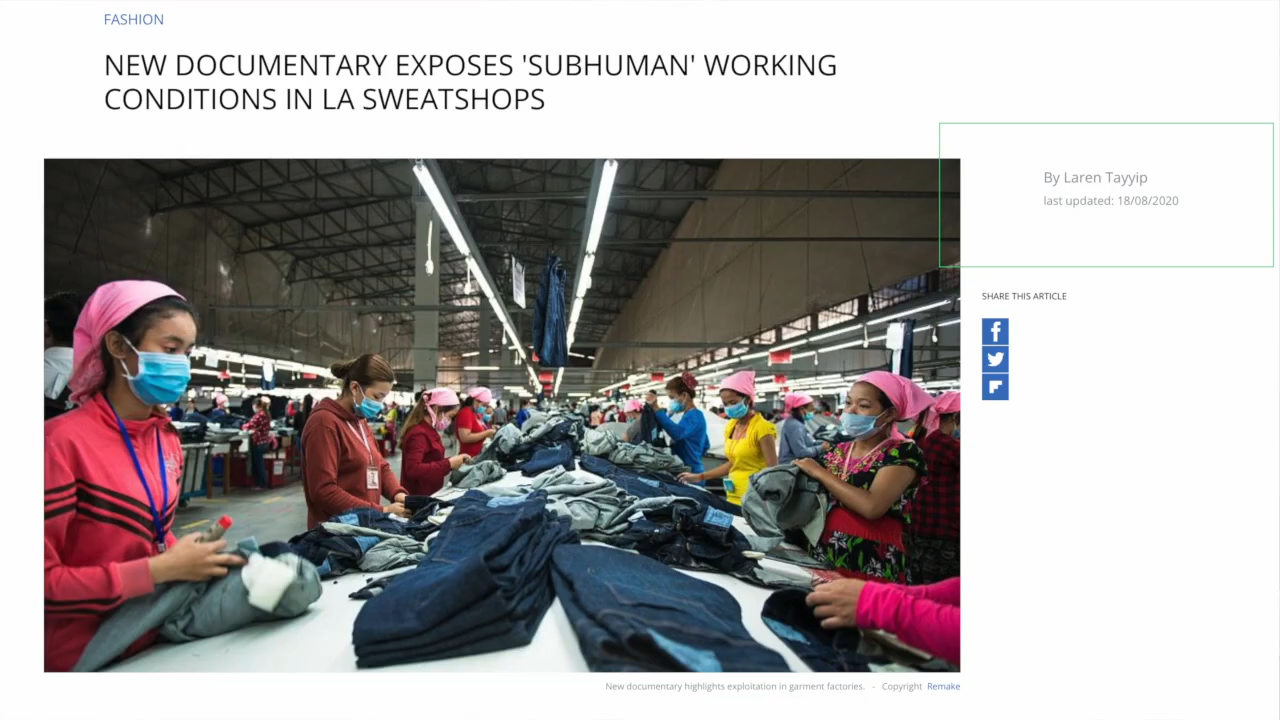 FASHION
NEW DOCUMENTARY EXPOSES 'SUBHUMAN' WORKING
CONDITIONS IN LA SWEATSHOPS
By Laren Tayyip
last updated: 18/08/2020
SHARE THIS ARTICLE
New documentary highlights exploitation in garment factories. - Copyright Remake